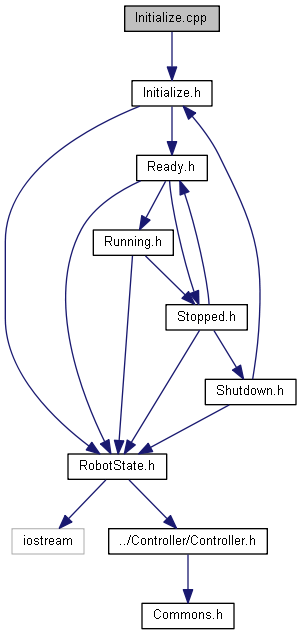 Initialize.cpp
Initialize.h
Ready.h
Running.h
Stopped.h
Shutdown.h
RobotState.h
iostream
../Controller/Controller.h
Commons.h